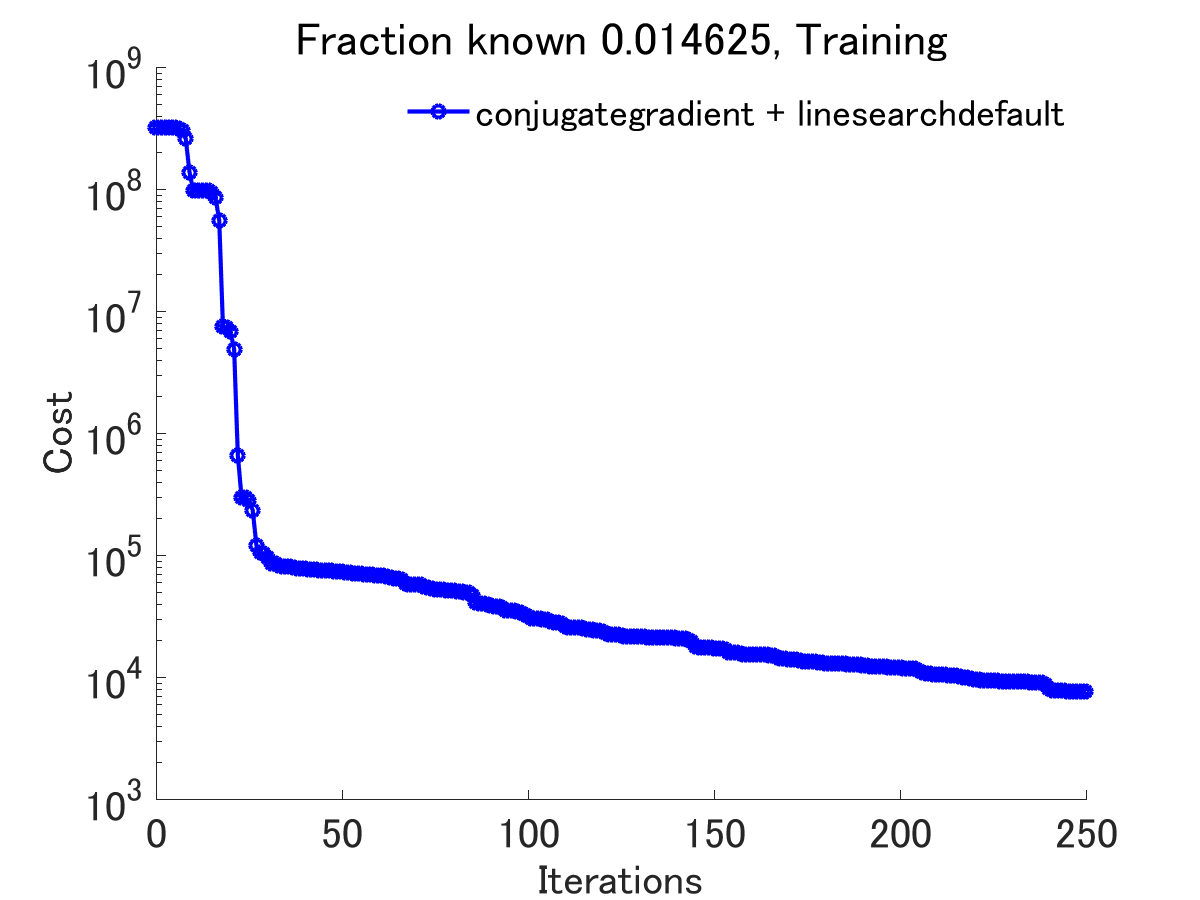 Fraction known 0.014625, Training
conjugategradient + linesearchdefault
Cost
10^9
10^8
10^7
10^6
10^5
10^4
10^3
0 50 100 150 200 250
Iterations